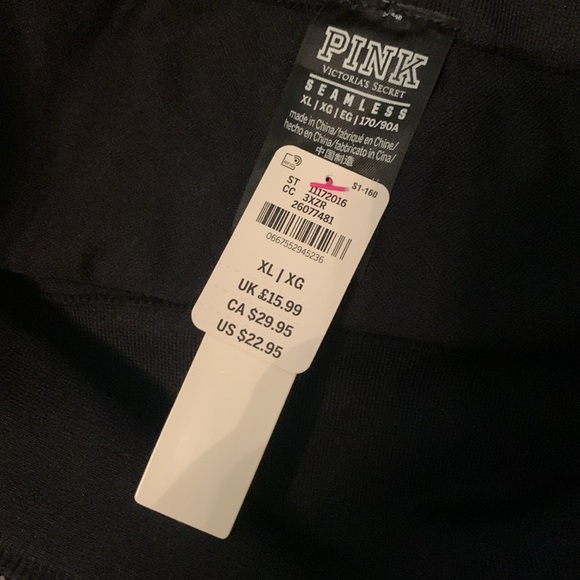 PINK
VICTORIA'S SECRET
SEAMLESS
XL | XG | EG | 170/90A
made in China/fabriqué en Chine/
hecho en China/fabbricato in Cina/
中国制造
S1-160
ST 11172016
CC 3XZR
26077481
0667552945236
XL | XG
UK £15.99
CA $29.95
US $22.95